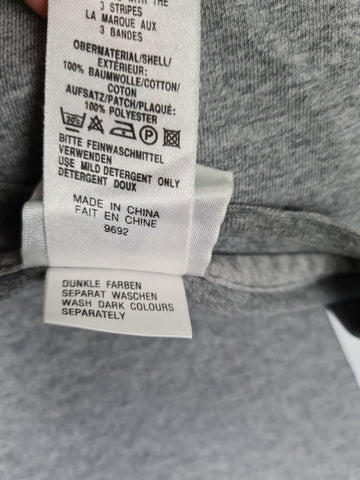 THE
3 STRIPES
LA MARQUE AUX
3 BANDES
OBERMATERIAL/SHELL/
EXTÉRIEUR:
100% BAUMWOLLE/COTTON/
COTON
AUFSATZ/PATCH/PLAQUÉ:
100% POLYESTER
30°C
P
BITTE FEINWASCHMITTEL
VERWENDEN
USE MILD DETERGENT ONLY
DETERGENT DOUX
MADE IN CHINA
FAIT EN CHINE
9692
DUNKLE FARBEN
SEPARAT WASCHEN
WASH DARK COLOURS
SEPARATELY